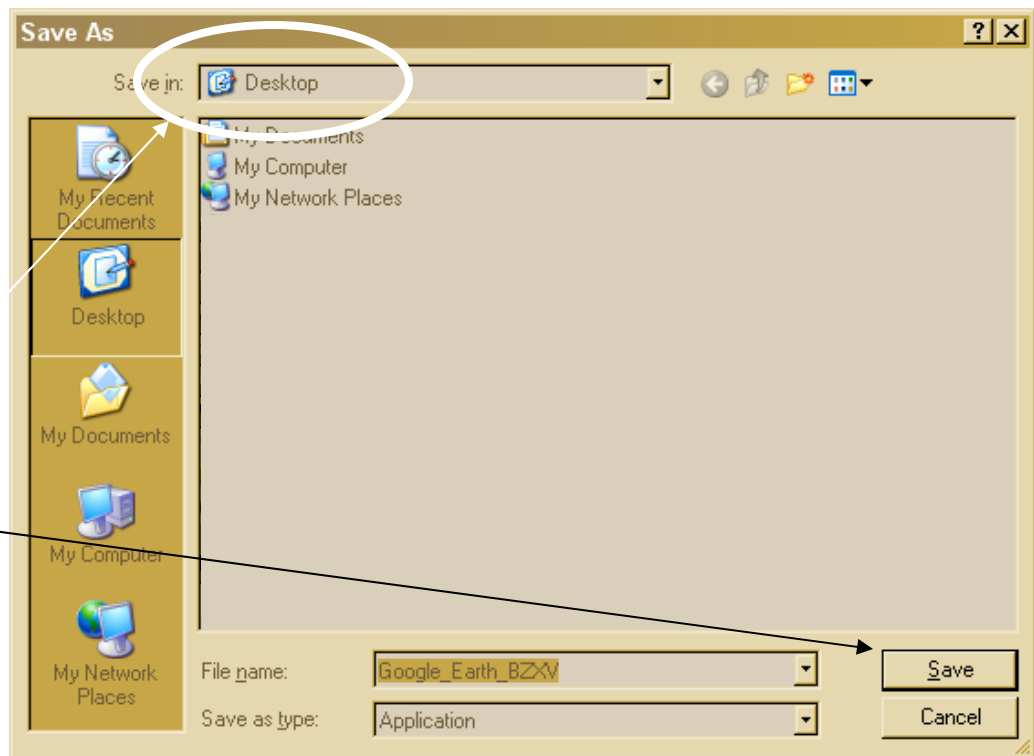 Save As
Save in:
Desktop
My Documents
My Computer
My Network Places
My Recent
Documents
Desktop
My Documents
My Computer
My Network
Places
File name:
Google_Earth_BZXV
Save
Save as type:
Application
Cancel